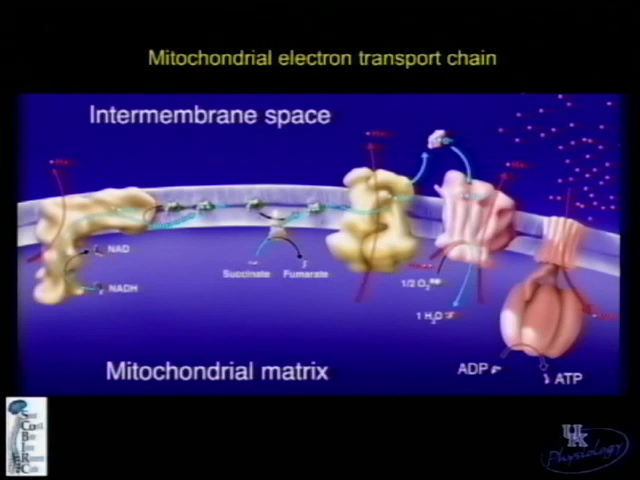 Mitochondrial electron transport chain
Intermembrane space
NAD
NADH
Succinate
Fumarate
1/2 O2
1 H2O
Mitochondrial matrix
ADP
ATP
UK
Physiology